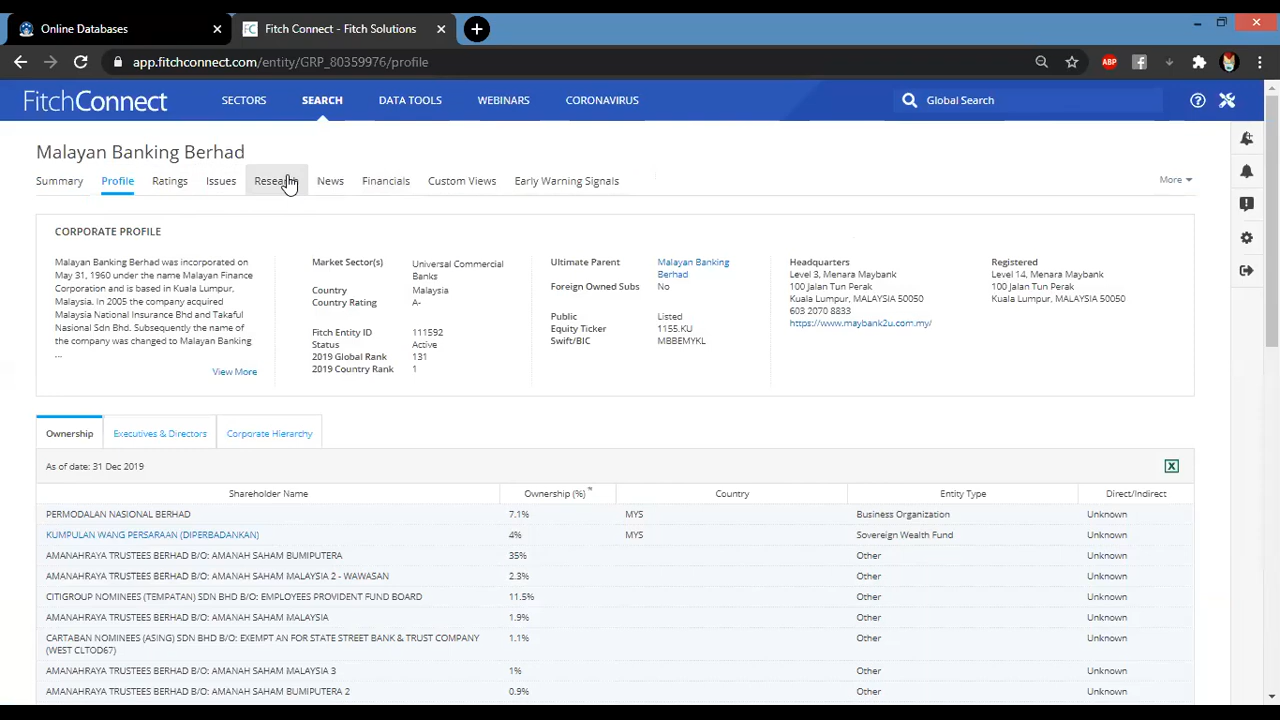 Online Databases
Fitch Connect - Fitch Solutions
app.fitchconnect.com/entity/GRP_80359976/profile
ABP
FitchConnect
SECTORS SEARCH DATA TOOLS WEBINARS CORONAVIRUS
Global Search
Malayan Banking Berhad
Summary Profile Ratings Issues Research News Financials Custom Views Early Warning Signals
More
CORPORATE PROFILE
Malayan Banking Berhad was incorporated on
May 31, 1960 under the name Malayan Finance
Corporation and is based in Kuala Lumpur,
Malaysia. In 2005 the company acquired
Malaysia National Insurance Bhd and Takaful
Nasional Sdn Bhd. Subsequently the name of
the company was changed to Malayan Banking
...
View More
Market Sector(s) Universal Commercial
Banks
Country Malaysia
Country Rating A-
Fitch Entity ID 111592
Status Active
2019 Global Rank 131
2019 Country Rank 1
Ultimate Parent Malayan Banking
Berhad
Foreign Owned Subs No
Public Listed
Equity Ticker 1155.KU
Swift/BIC MBBEMYKL
Headquarters
Level 3, Menara Maybank
100 Jalan Tun Perak
Kuala Lumpur, MALAYSIA 50050
603 2070 8833
https://www.maybank2u.com.my/
Registered
Level 14, Menara Maybank
100 Jalan Tun Perak
Kuala Lumpur, MALAYSIA 50050
Ownership Executives & Directors Corporate Hierarchy
As of date: 31 Dec 2019
Shareholder Name Ownership (%) Country Entity Type Direct/Indirect
PERMODALAN NASIONAL BERHAD 7.1% MYS Business Organization Unknown
KUMPULAN WANG PERSARAAN (DIPERBADANKAN) 4% MYS Sovereign Wealth Fund Unknown
AMANAHRAYA TRUSTEES BERHAD B/O: AMANAH SAHAM BUMIPUTERA 35% Other Unknown
AMANAHRAYA TRUSTEES BERHAD B/O: AMANAH SAHAM MALAYSIA 2 - WAWASAN 2.3% Other Unknown
CITIGROUP NOMINEES (TEMPATAN) SDN BHD B/O: EMPLOYEES PROVIDENT FUND BOARD 11.5% Other Unknown
AMANAHRAYA TRUSTEES BERHAD B/O: AMANAH SAHAM MALAYSIA 1.9% Other Unknown
CARTABAN NOMINEES (ASING) SDN BHD B/O: EXEMPT AN FOR STATE STREET BANK & TRUST COMPANY 1.1% Other Unknown
(WEST CLTOD67)
AMANAHRAYA TRUSTEES BERHAD B/O: AMANAH SAHAM MALAYSIA 3 1% Other Unknown
AMANAHRAYA TRUSTEES BERHAD B/O: AMANAH SAHAM BUMIPUTERA 2 0.9% Other Unknown